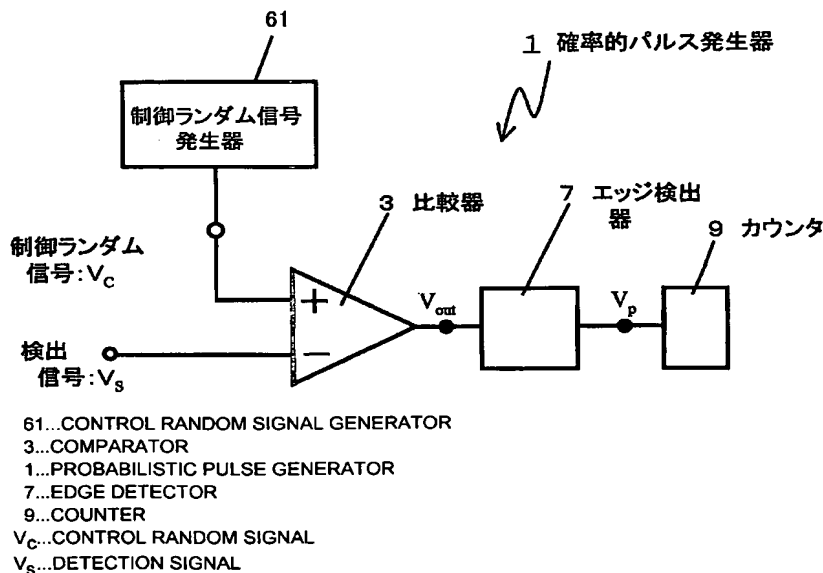 61
1 確率的パルス発生器
制御ランダム信号
発生器
3 比較器
7 エッジ検出
器
9 カウンタ
制御ランダム
信号:VC
+
Vout
Vp
検出
信号:VS
−
61...CONTROL RANDOM SIGNAL GENERATOR
3...COMPARATOR
1...PROBABILISTIC PULSE GENERATOR
7...EDGE DETECTOR
9...COUNTER
VC...CONTROL RANDOM SIGNAL
VS...DETECTION SIGNAL